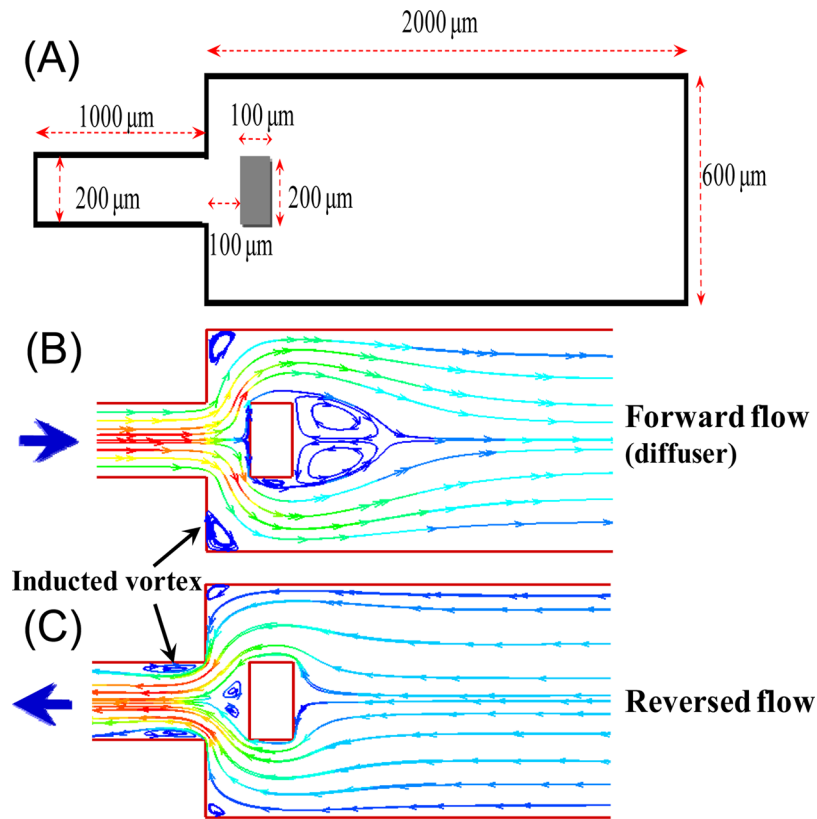 2000 μm
(A)
1000 μm
100 μm
200 μm
200 μm
600 μm
100 μm
(B)
Forward flow
(diffuser)
Inducted vortex
(C)
Reversed flow